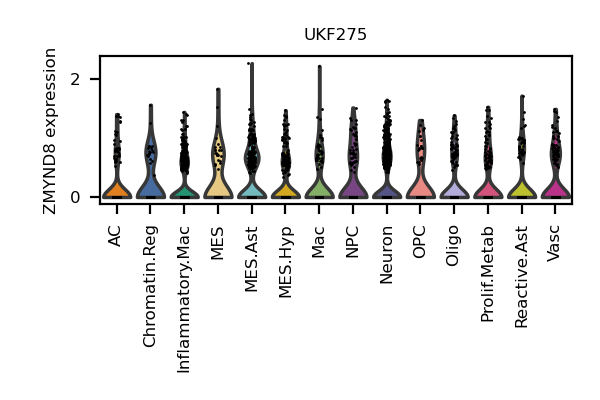 UKF275
ZMYND8 expression
2
0
AC
Chromatin.Reg
Inflammatory.Mac
MES
MES.Ast
MES.Hyp
Mac
NPC
Neuron
OPC
Oligo
Prolif.Metab
Reactive.Ast
Vasc